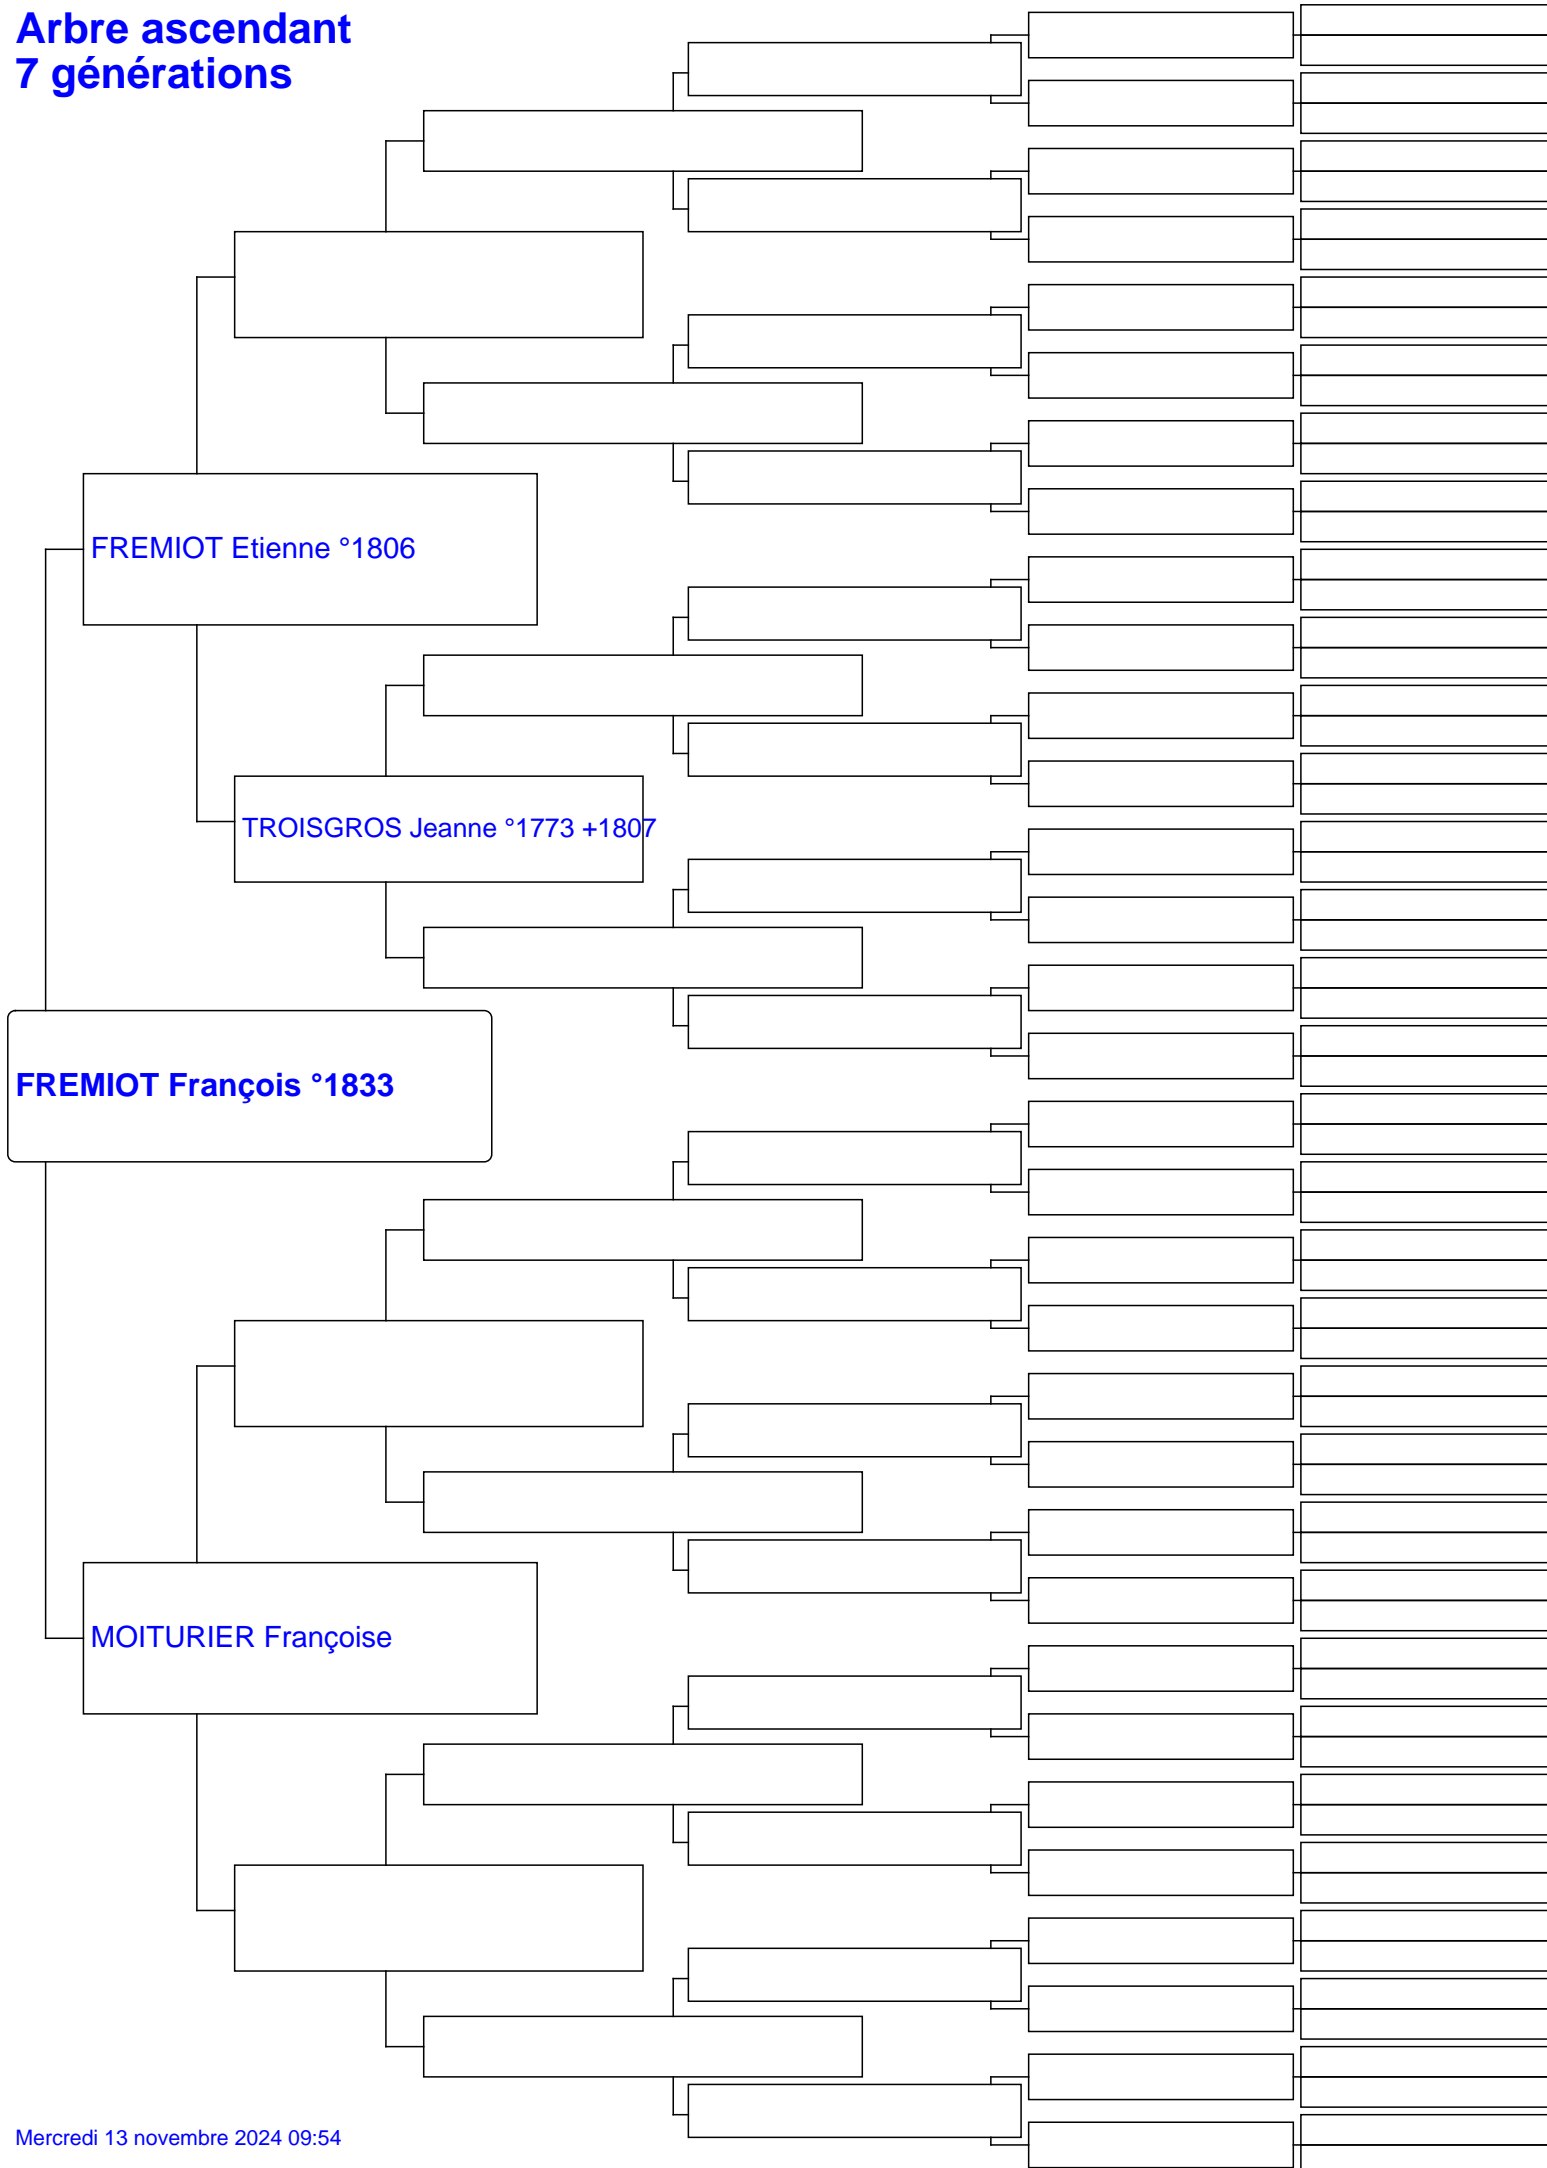 Arbre ascendant
7 générations
FREMIOT Etienne °1806
TROISGROS Jeanne °1773 +1807
FREMIOT François °1833
MOITURIER Françoise
Mercredi 13 novembre 2024 09:54